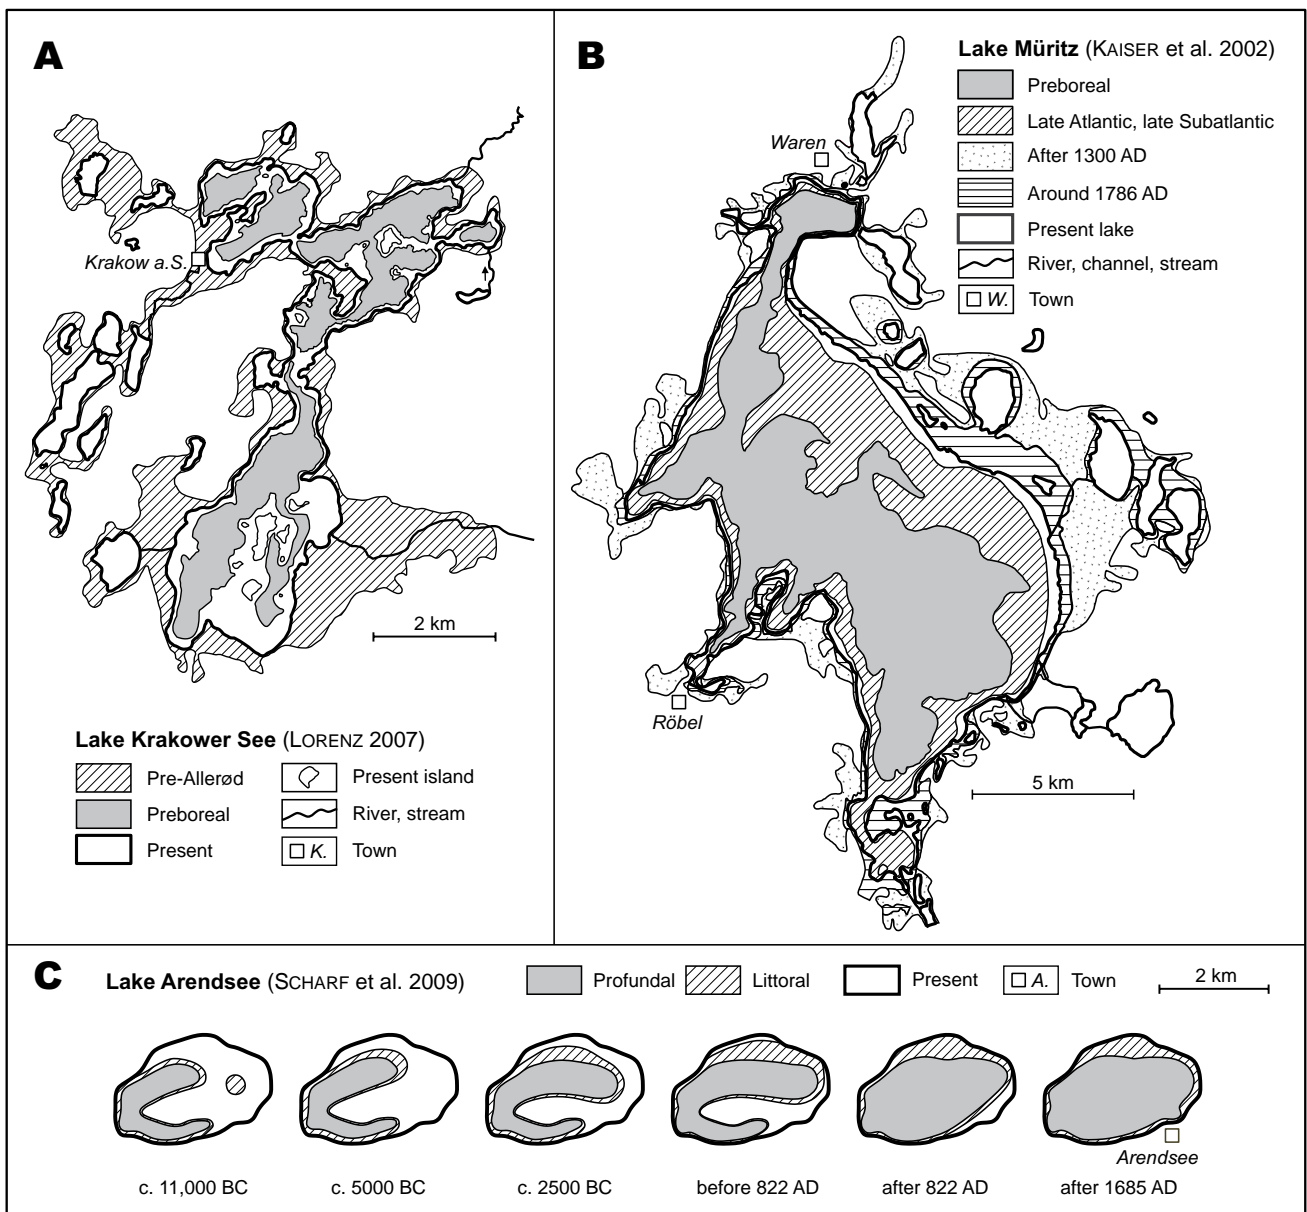 A
Krakow a.S.
2 km
Lake Krakower See (LORENZ 2007)
Pre-Allerød
Preboreal
Present
Present island
River, stream
K.
Town
B
Lake Müritz (KAISER et al. 2002)
Preboreal
Late Atlantic, late Subatlantic
After 1300 AD
Around 1786 AD
Present lake
River, channel, stream
W.
Town
Waren
Röbel
5 km
C
Lake Arendsee (SCHARF et al. 2009)
Profundal
Littoral
Present
A.
Town
2 km
Arendsee
c. 11,000 BC
c. 5000 BC
c. 2500 BC
before 822 AD
after 822 AD
after 1685 AD